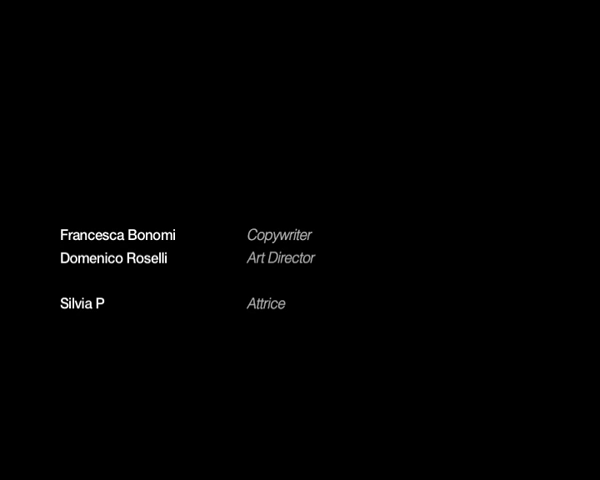 Francesca Bonomi Copywriter
Domenico Roselli Art Director
Silvia P Attrice